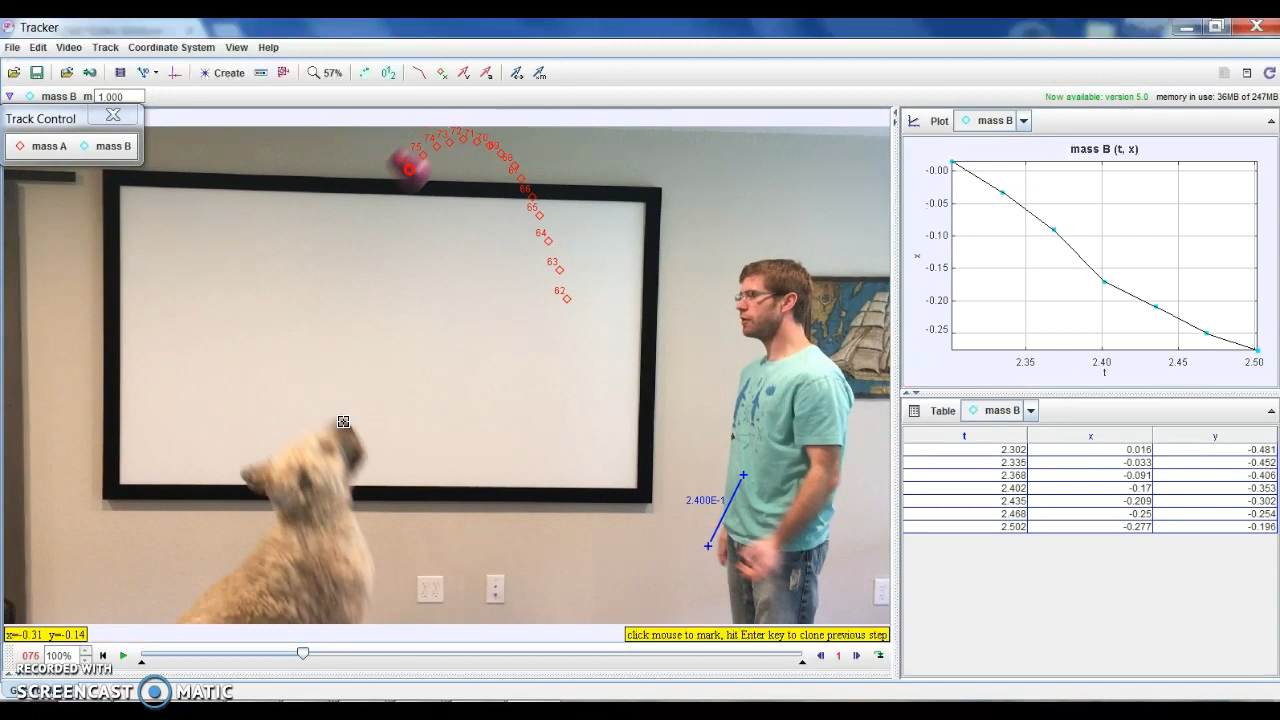 Tracker
File Edit Video Track Coordinate System View Help
Create 57%
mass B m 1.000
Now available: version 5.0 memory in use: 36MB of 247MB
Track Control
mass A mass B
75 74 73 72 71 70 69 68
66
65
64
63
62
2.400E-1
Plot mass B
mass B (t, x)
-0.00
-0.05
-0.10
-0.15
-0.20
-0.25
x
2.35 2.40 2.45 2.50
t
Table mass B
t x y
2.302 0.016 -0.481
2.335 -0.033 -0.452
2.368 -0.091 -0.406
2.402 -0.17 -0.353
2.435 -0.209 -0.302
2.468 -0.25 -0.254
2.502 -0.277 -0.196
x=-0.31 y=-0.14
click mouse to mark, hit Enter key to clone previous step
076 100% 1
RECORDED WITH
SCREENCAST MATIC